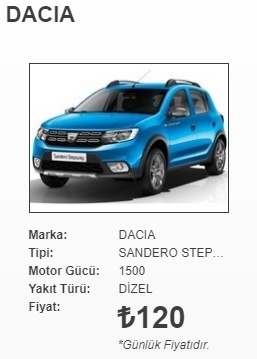 DACIA
Sandero Stepway
Marka: DACIA
Tipi: SANDERO STEP...
Motor Gücü: 1500
Yakıt Türü: DİZEL
Fiyat: ₺120
*Günlük Fiyatıdır.